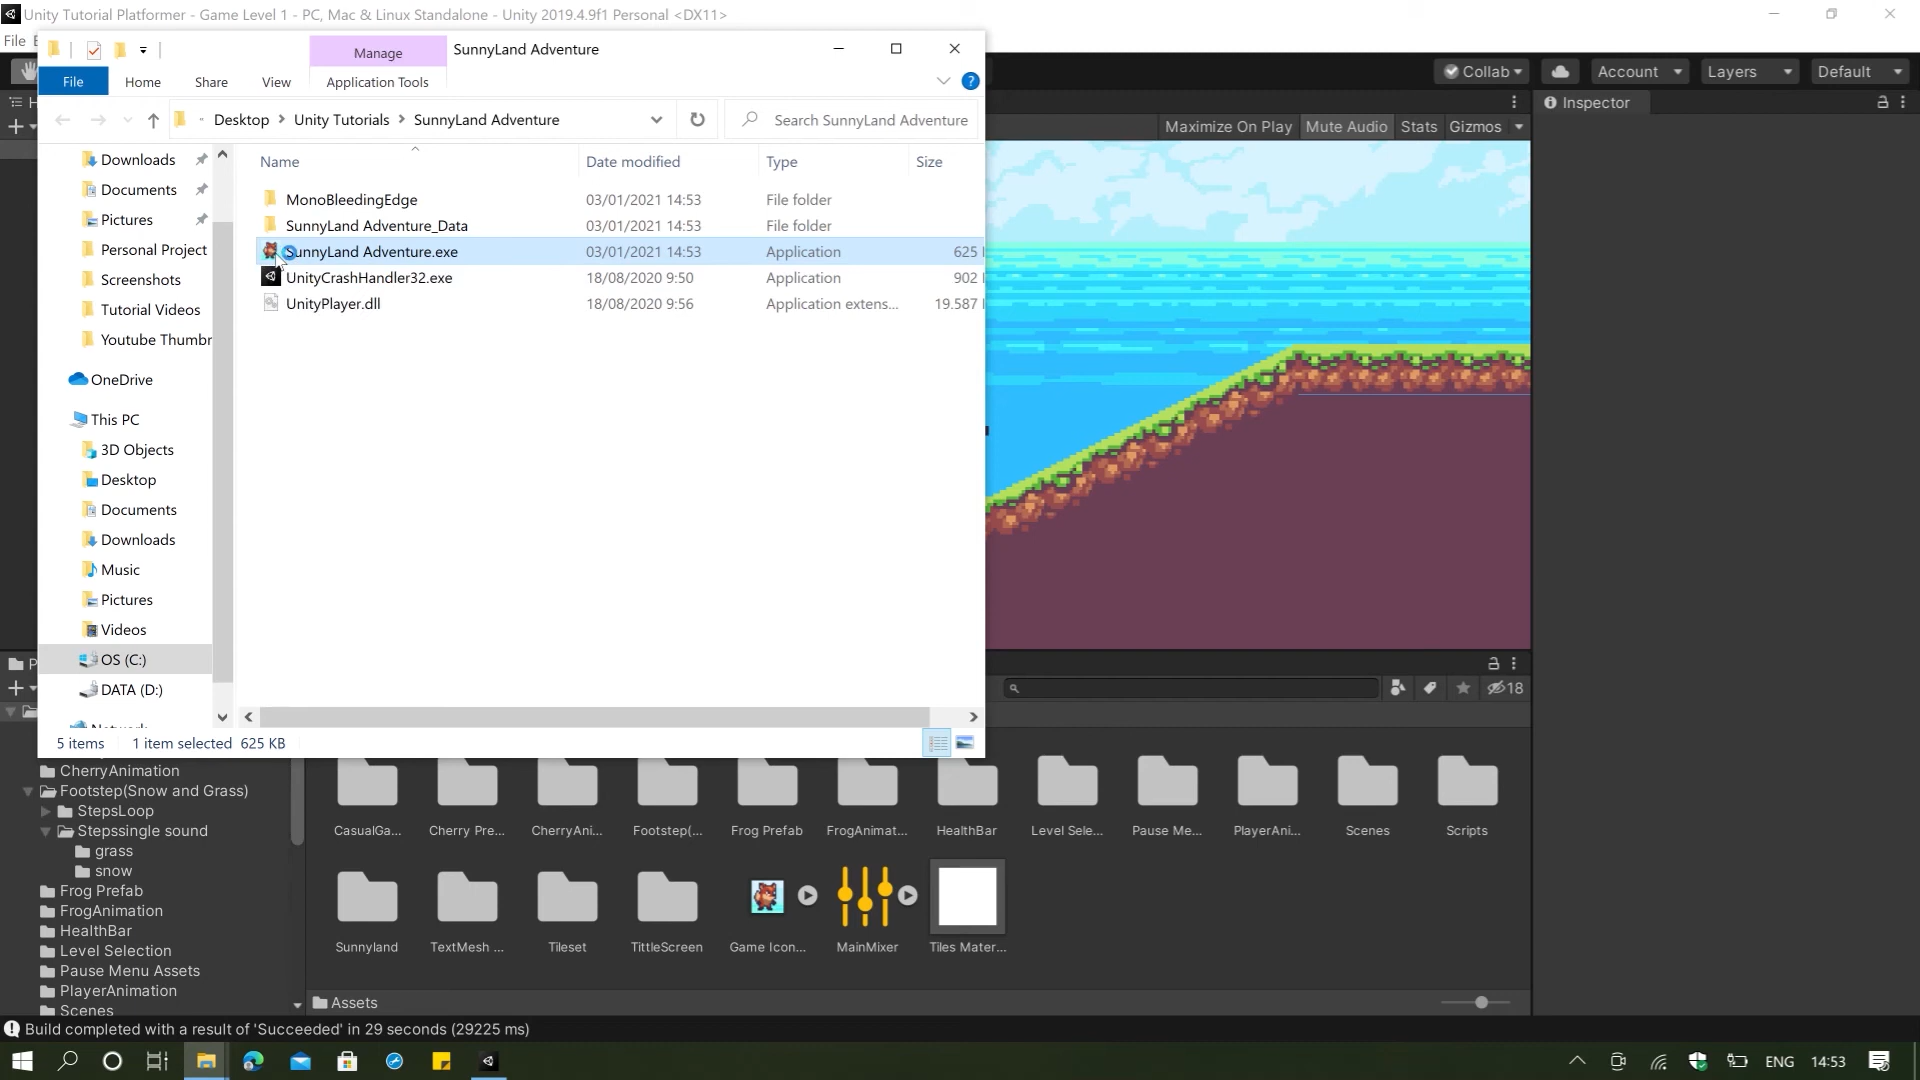 Unity Tutorial Platformer - Game Level 1 - PC, Mac & Linux Standalone - Unity 2019.4.9f1 Personal <DX11>
File
Manage
SunnyLand Adventure
File
Home
Share
View
Application Tools
Collab
Account
Layers
Default
Inspector
Desktop
Unity Tutorials
SunnyLand Adventure
Search SunnyLand Adventure
Maximize On Play
Mute Audio
Stats
Gizmos
Name
Date modified
Type
Size
Downloads
Documents
Pictures
Personal Project
Screenshots
Tutorial Videos
Youtube Thumbr
OneDrive
This PC
3D Objects
Desktop
Documents
Downloads
Music
Pictures
Videos
OS (C:)
DATA (D:)
MonoBleedingEdge 03/01/2021 14:53 File folder
SunnyLand Adventure_Data 03/01/2021 14:53 File folder
SunnyLand Adventure.exe 03/01/2021 14:53 Application 625
UnityCrashHandler32.exe 18/08/2020 9:50 Application 902
UnityPlayer.dll 18/08/2020 9:56 Application extens... 19.587
5 items
1 item selected 625 KB
18
CherryAnimation
Footstep(Snow and Grass)
StepsLoop
Stepssingle sound
grass
snow
Frog Prefab
FrogAnimation
HealthBar
Level Selection
Pause Menu Assets
PlayerAnimation
Scenes
CasualGa...
Cherry Pre...
CherryAni...
Footstep(...
Frog Prefab
FrogAnimat...
HealthBar
Level Sele...
Pause Me...
PlayerAni...
Scenes
Scripts
Sunnyland
TextMesh ...
Tileset
TittleScreen
Game Icon...
MainMixer
Tiles Mater...
Assets
Build completed with a result of 'Succeeded' in 29 seconds (29225 ms)
ENG
14:53